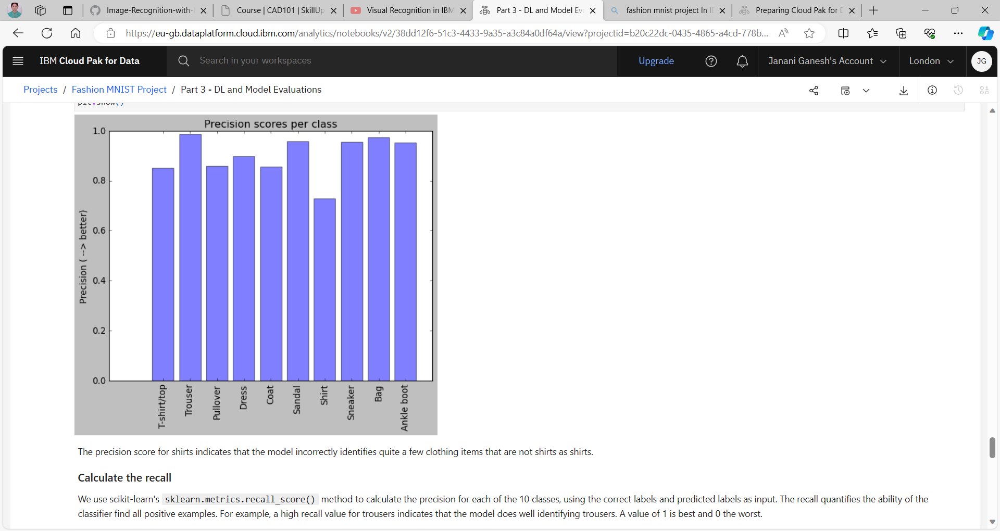 Image-Recognition-with-
Course | CAD101 | SkillUp
Visual Recognition in IBM
Part 3 - DL and Model Eva
fashion mnist project In I
Preparing Cloud Pak for D
https://eu-gb.dataplatform.cloud.ibm.com/analytics/notebooks/v2/38dd12f6-51c3-4433-9a35-a3c84a0df64a/view?projectid=b20c22dc-0435-4865-a4cd-778b...
IBM Cloud Pak for Data
Search in your workspaces
Upgrade
Janani Ganesh's Account
London
JG
Projects / Fashion MNIST Project / Part 3 - DL and Model Evaluations
plt.show()
Precision scores per class
1.0
0.8
0.6
0.4
0.2
0.0
Precision ( --> better)
T-shirt/top
Trouser
Pullover
Dress
Coat
Sandal
Shirt
Sneaker
Bag
Ankle boot
The precision score for shirts indicates that the model incorrectly identifies quite a few clothing items that are not shirts as shirts.
Calculate the recall
We use scikit-learn's sklearn.metrics.recall_score() method to calculate the precision for each of the 10 classes, using the correct labels and predicted labels as input. The recall quantifies the ability of the
classifier find all positive examples. For example, a high recall value for trousers indicates that the model does well identifying trousers. A value of 1 is best and 0 the worst.